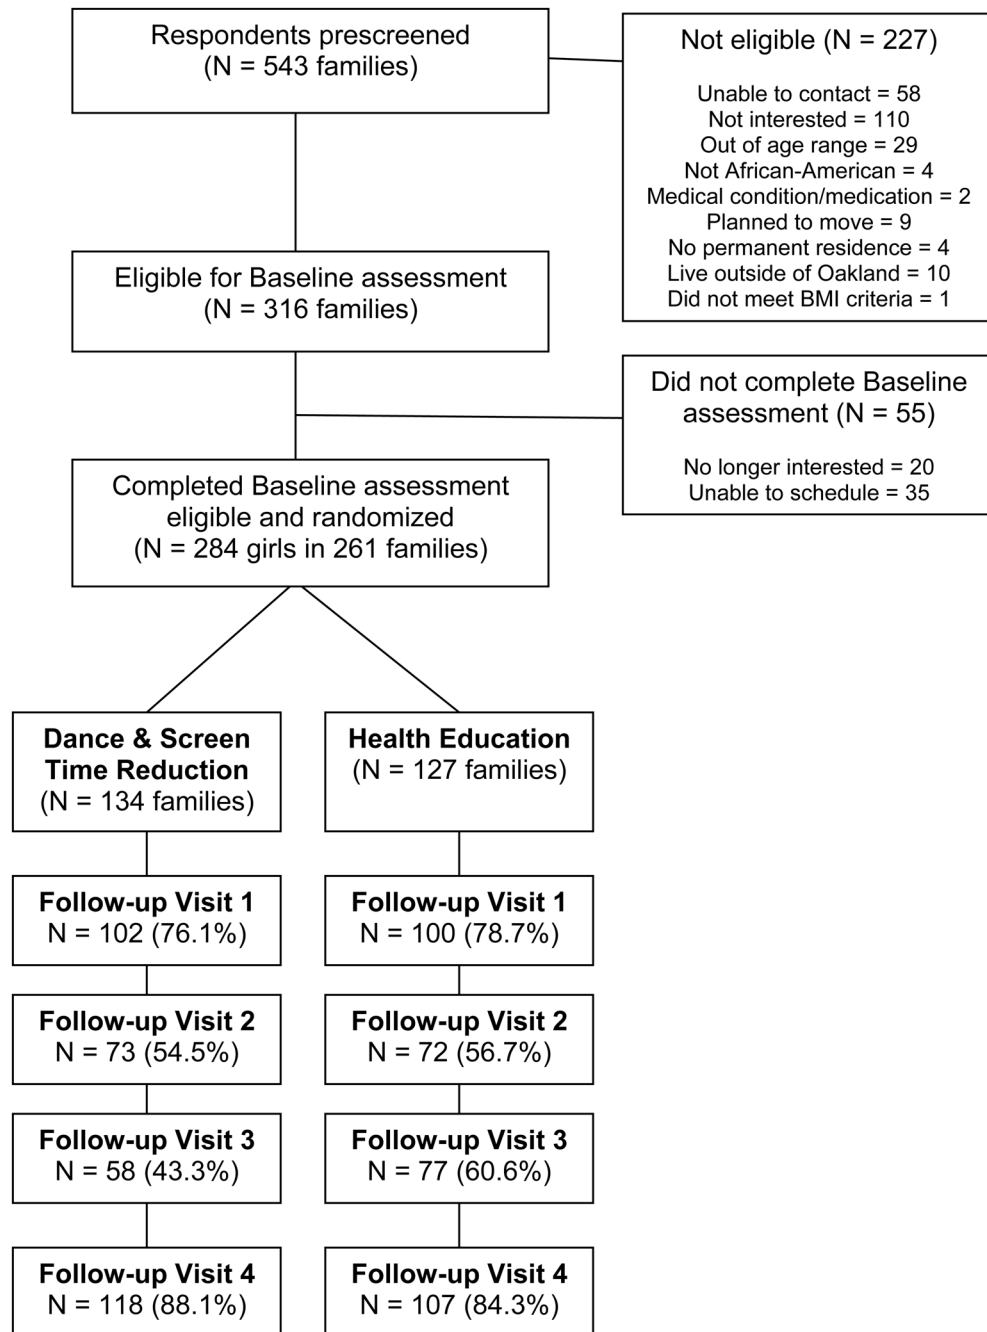 Respondents prescreened
(N = 543 families)
Not eligible (N = 227)
Unable to contact = 58
Not interested = 110
Out of age range = 29
Not African-American = 4
Medical condition/medication = 2
Planned to move = 9
No permanent residence = 4
Live outside of Oakland = 10
Did not meet BMI criteria = 1
Eligible for Baseline assessment
(N = 316 families)
Did not complete Baseline
assessment (N = 55)
No longer interested = 20
Unable to schedule = 35
Completed Baseline assessment
eligible and randomized
(N = 284 girls in 261 families)
Dance & Screen
Time Reduction
(N = 134 families)
Health Education
(N = 127 families)
Follow-up Visit 1
N = 102 (76.1%)
Follow-up Visit 1
N = 100 (78.7%)
Follow-up Visit 2
N = 73 (54.5%)
Follow-up Visit 2
N = 72 (56.7%)
Follow-up Visit 3
N = 58 (43.3%)
Follow-up Visit 3
N = 77 (60.6%)
Follow-up Visit 4
N = 118 (88.1%)
Follow-up Visit 4
N = 107 (84.3%)